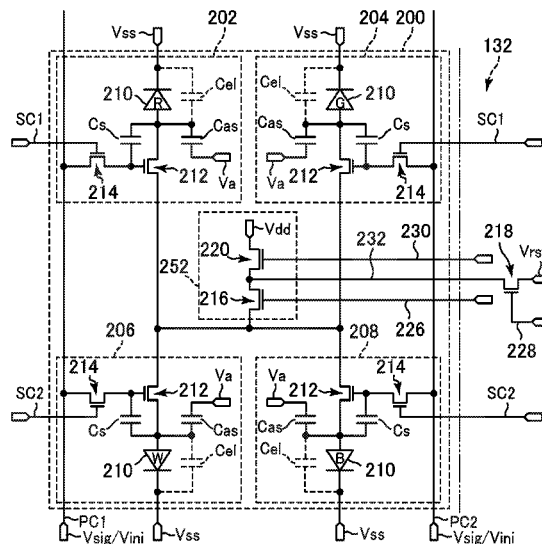 Vss 202 Vss 204 200
132
210 R Cel Cel G 210
SC1 Cs Cas Cas Cs SC1
214 212 Va Va 212 214
Vdd
220 232 230 218 Vrst
252
216
226 228
206 208
214 212 Va Va 212 214
SC2 Cs Cas Cas Cs SC2
210 W Cel Cel B 210
PC1 PC2
Vsig/Vini Vss Vss Vsig/Vini